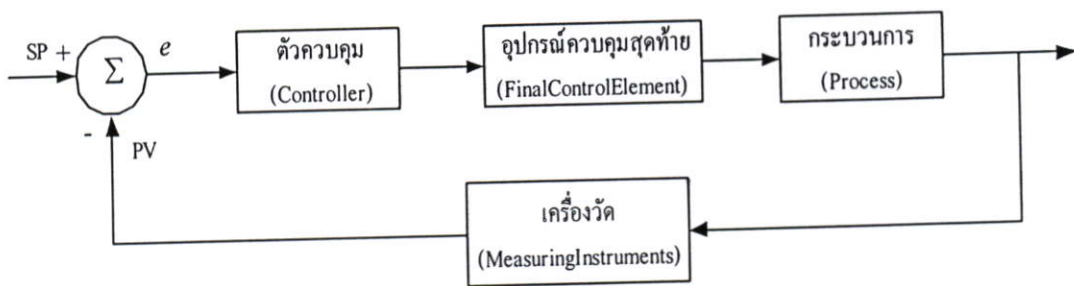 SP +
Σ
e
ตัวควบคุม
(Controller)
อุปกรณ์ควบคุมสุดท้าย
(FinalControlElement)
กระบวนการ
(Process)
-
PV
เครื่องวัด
(MeasuringInstruments)